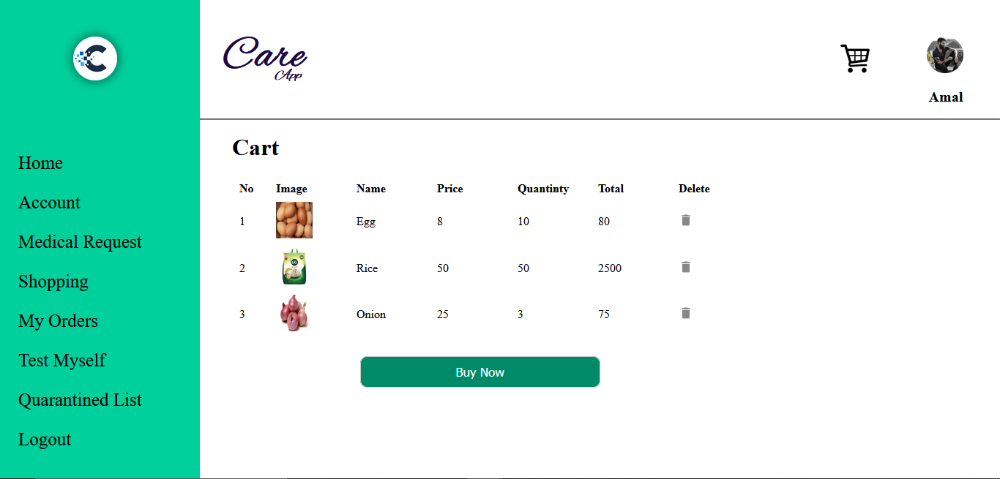 Care
App
Amal
Home
Account
Medical Request
Shopping
My Orders
Test Myself
Quarantined List
Logout
Cart
No Image Name Price Quantinty Total Delete
1 Egg 8 10 80
2 Rice 50 50 2500
3 Onion 25 3 75
Buy Now